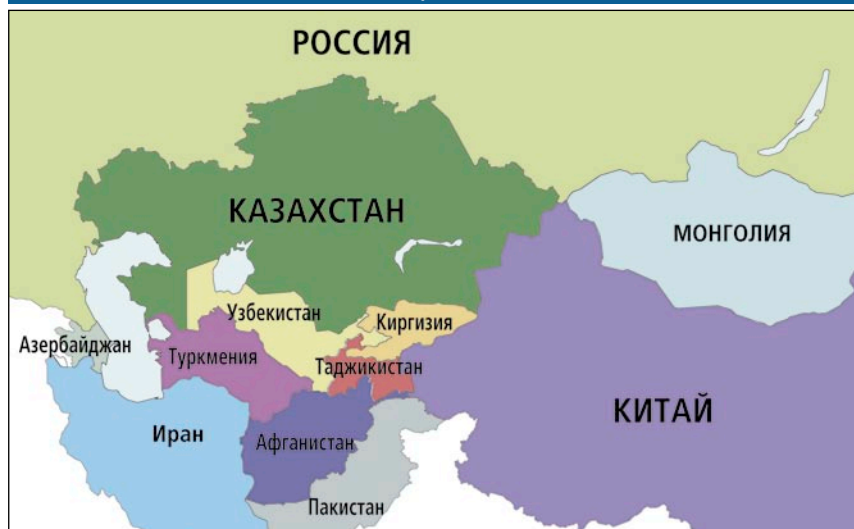 РОССИЯ
КАЗАХСТАН
МОНГОЛИЯ
Узбекистан
Киргизия
Азербайджан
Туркмения
Таджикистан
КИТАЙ
Иран
Афганистан
Пакистан